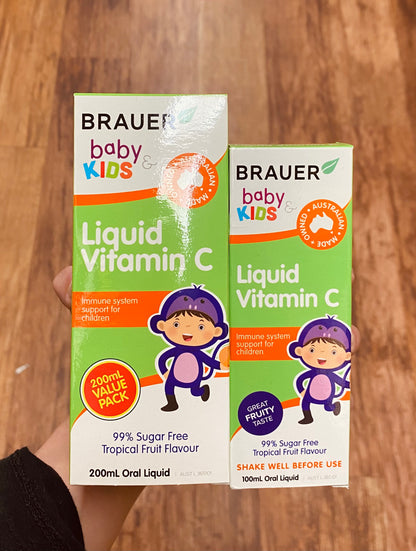 BRAUER
baby
& KIDS
AUSTRALIAN
MADE
OWNED
Liquid
Vitamin C
Immune system
support for
children
200mL
VALUE
PACK
99% Sugar Free
Tropical Fruit Flavour
200mL Oral Liquid
BRAUER
baby
& KIDS
AUSTRALIAN
MADE
OWNED
Liquid
Vitamin C
Immune system
support for
children
GREAT
FRUITY
TASTE
99% Sugar Free
Tropical Fruit Flavour
SHAKE WELL BEFORE USE
100mL Oral Liquid